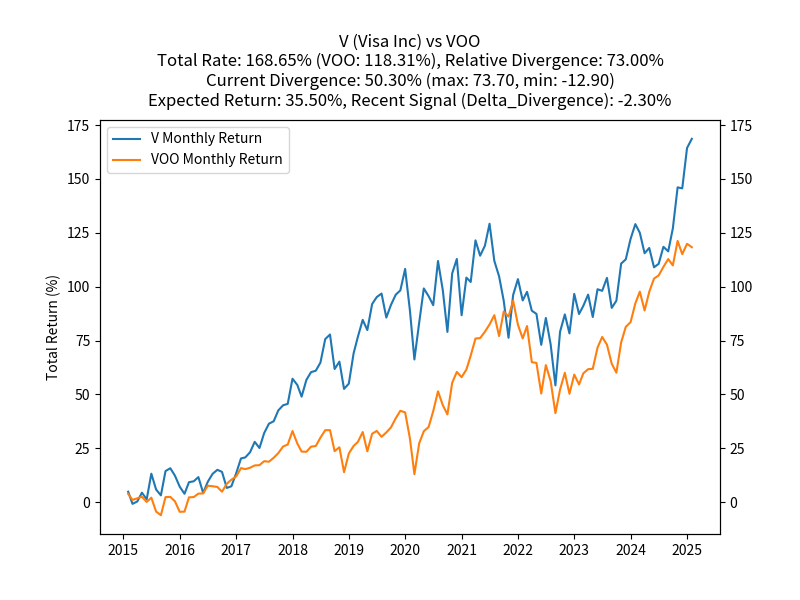 V (Visa Inc) vs VOO
Total Rate: 168.65% (VOO: 118.31%), Relative Divergence: 73.00%
Current Divergence: 50.30% (max: 73.70, min: -12.90)
Expected Return: 35.50%, Recent Signal (Delta_Divergence): -2.30%
V Monthly Return
VOO Monthly Return
Total Return (%)
175
150
125
100
75
50
25
0
175
150
125
100
75
50
25
0
2015 2016 2017 2018 2019 2020 2021 2022 2023 2024 2025